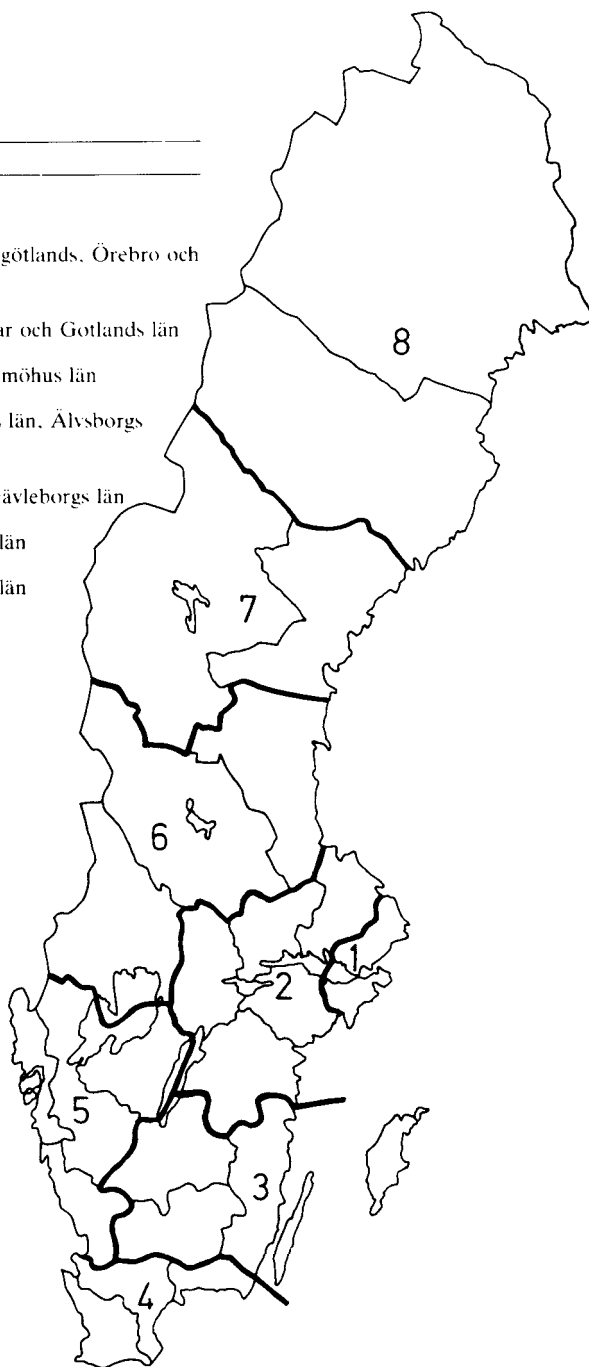 götlands, Örebro och
ar och Gotlands län
möhus län
län, Älvsborgs
ävleborgs län
län
län
8
7
6
1
2
5
3
4